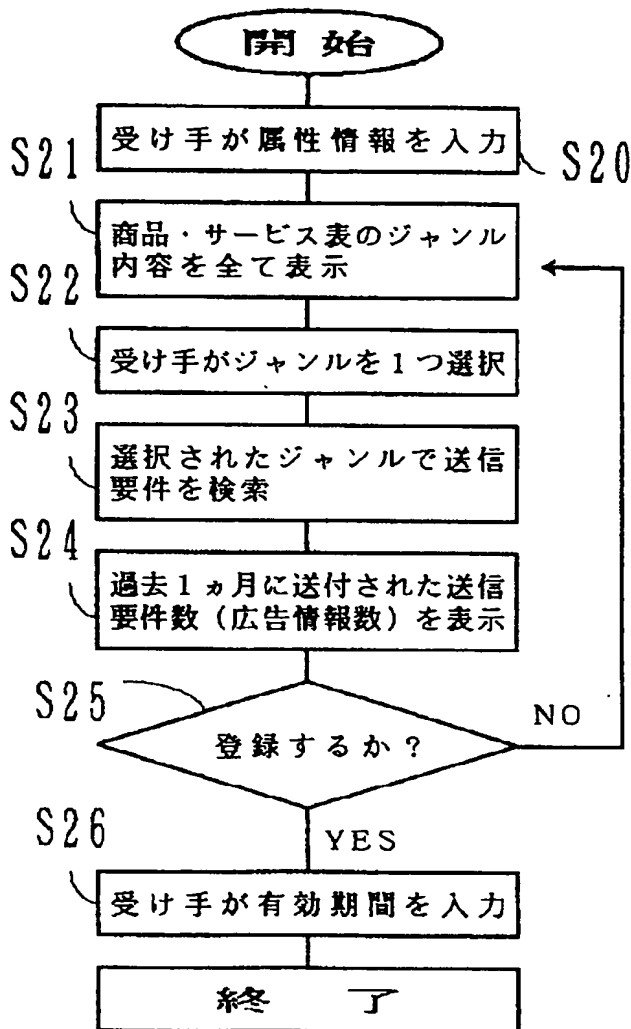 開始
受け手が属性情報を入力
S20
S21
商品・サービス表のジャンル
内容を全て表示
S22
受け手がジャンルを1つ選択
S23
選択されたジャンルで送信
要件を検索
S24
過去1ヵ月に送付された送信
要件数（広告情報数）を表示
S25
登録するか？
NO
YES
S26
受け手が有効期間を入力
終了